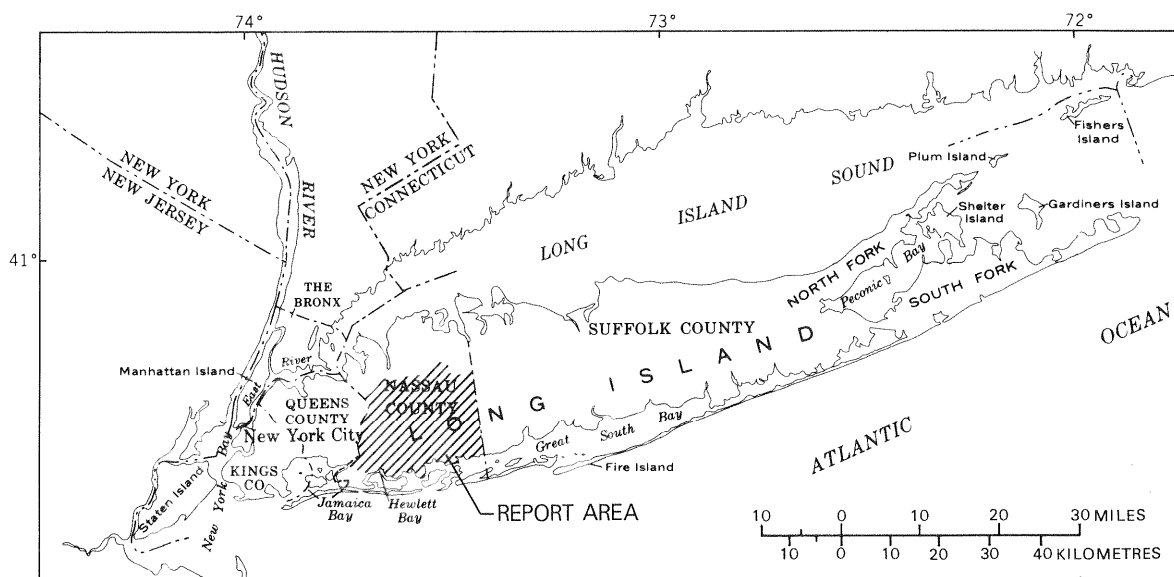 74°
73°
72°
HUDSON
RIVER
NEW YORK
NEW JERSEY
NEW YORK
CONNECTICUT
Fishers
Island
Plum Island
LONG ISLAND SOUND
Shelter
Island
Gardiners Island
41°
NORTH FORK
Peconic Bay
SOUTH FORK
THE
BRONX
SUFFOLK COUNTY
OCEAN
ATLANTIC
Manhattan Island
East River
NASSAU
COUNTY
LONG ISLAND
QUEENS
COUNTY
New York City
Great South Bay
Fire Island
KINGS
CO.
Staten Island
New York Bay
Jamaica
Bay
Hewlett
Bay
REPORT AREA
10 0 10 20 30 MILES
10 0 10 20 30 40 KILOMETRES